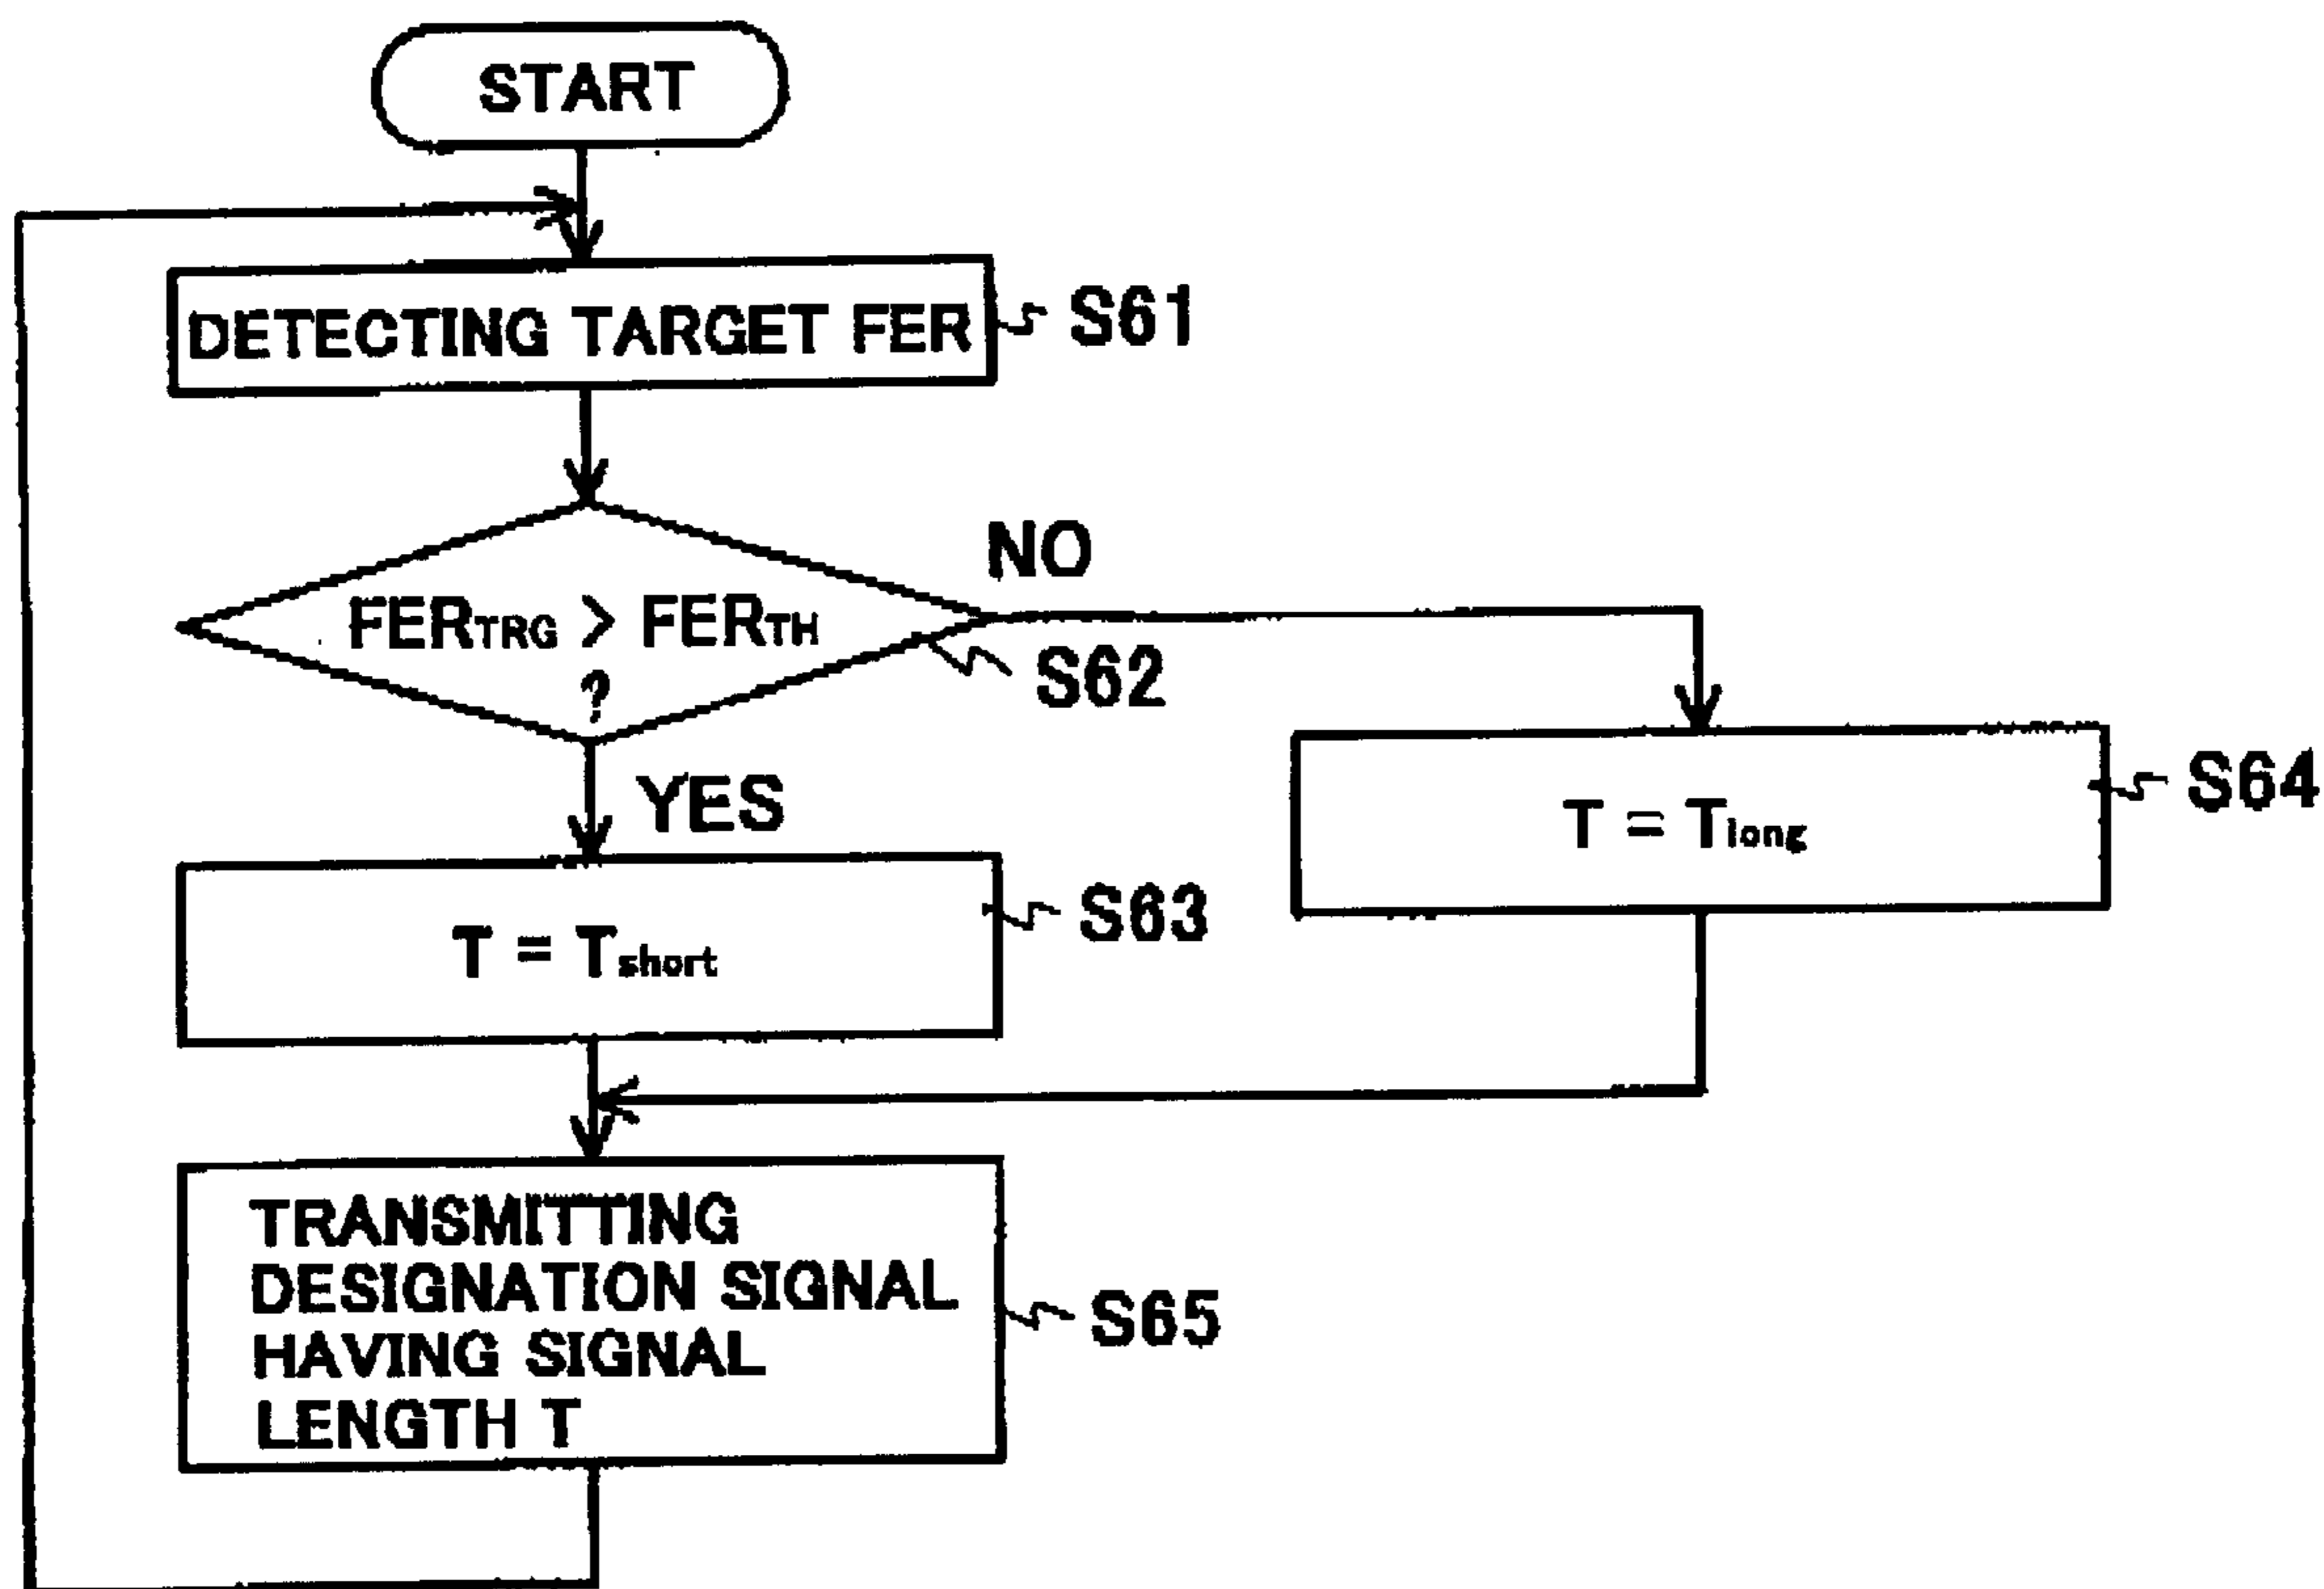 START
DETECTING TARGET FER
S61
NO
FERTRG > FERTH
?
S62
YES
T = Tlong
S64
T = Tshort
S63
TRANSMITTING
DESIGNATION SIGNAL
HAVING SIGNAL
LENGTH T
S65